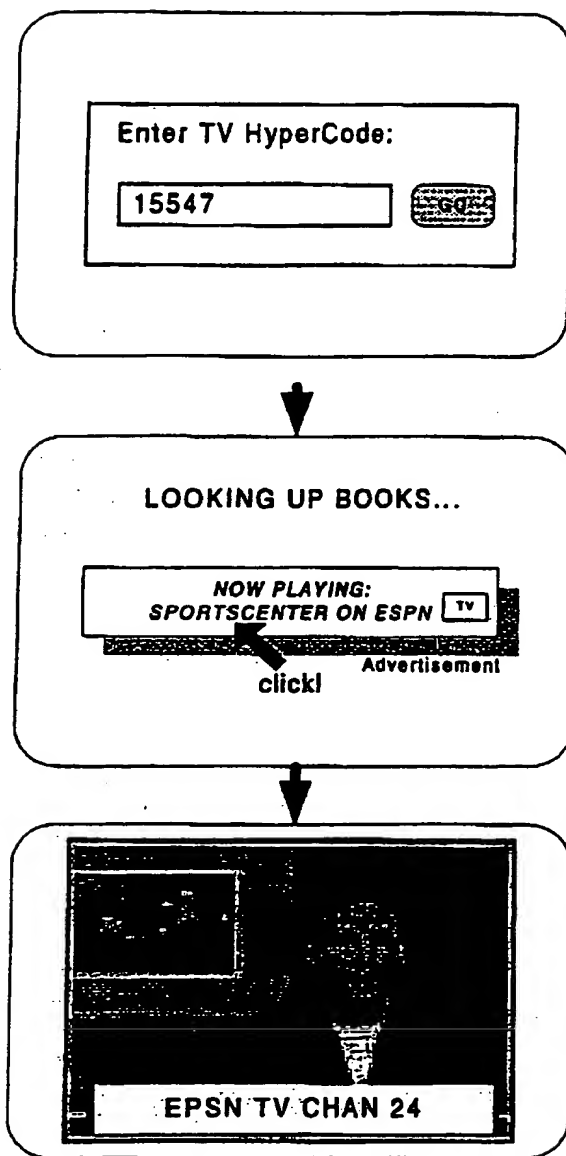 Enter TV HyperCode:
15547
GO
LOOKING UP BOOKS...
NOW PLAYING:
SPORTSCENTER ON ESPN
TV
Advertisement
click!
EPSN TV CHAN 24